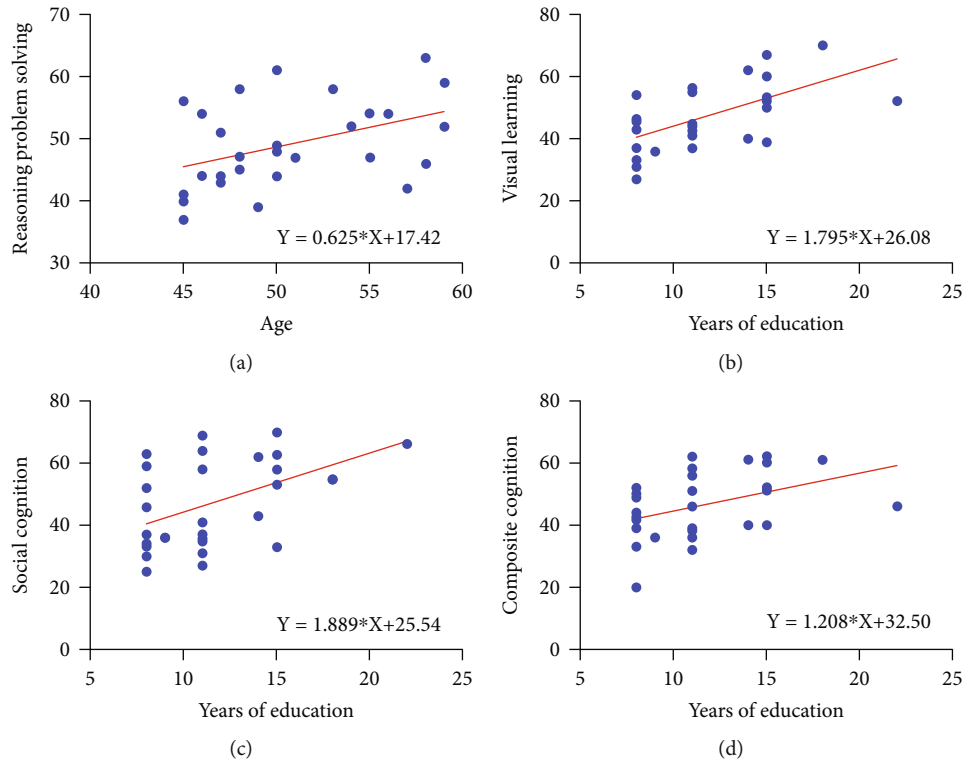 70
60
50
40
30
Reasoning problem solving
40
45
50
55
60
Age
Y = 0.625*X+17.42
(a)
80
60
40
20
0
Visual learning
5
10
15
20
25
Years of education
Y = 1.795*X+26.08
(b)
80
60
40
20
0
Social cognition
5
10
15
20
25
Years of education
Y = 1.889*X+25.54
(c)
80
60
40
20
0
Composite cognition
5
10
15
20
25
Years of education
Y = 1.208*X+32.50
(d)